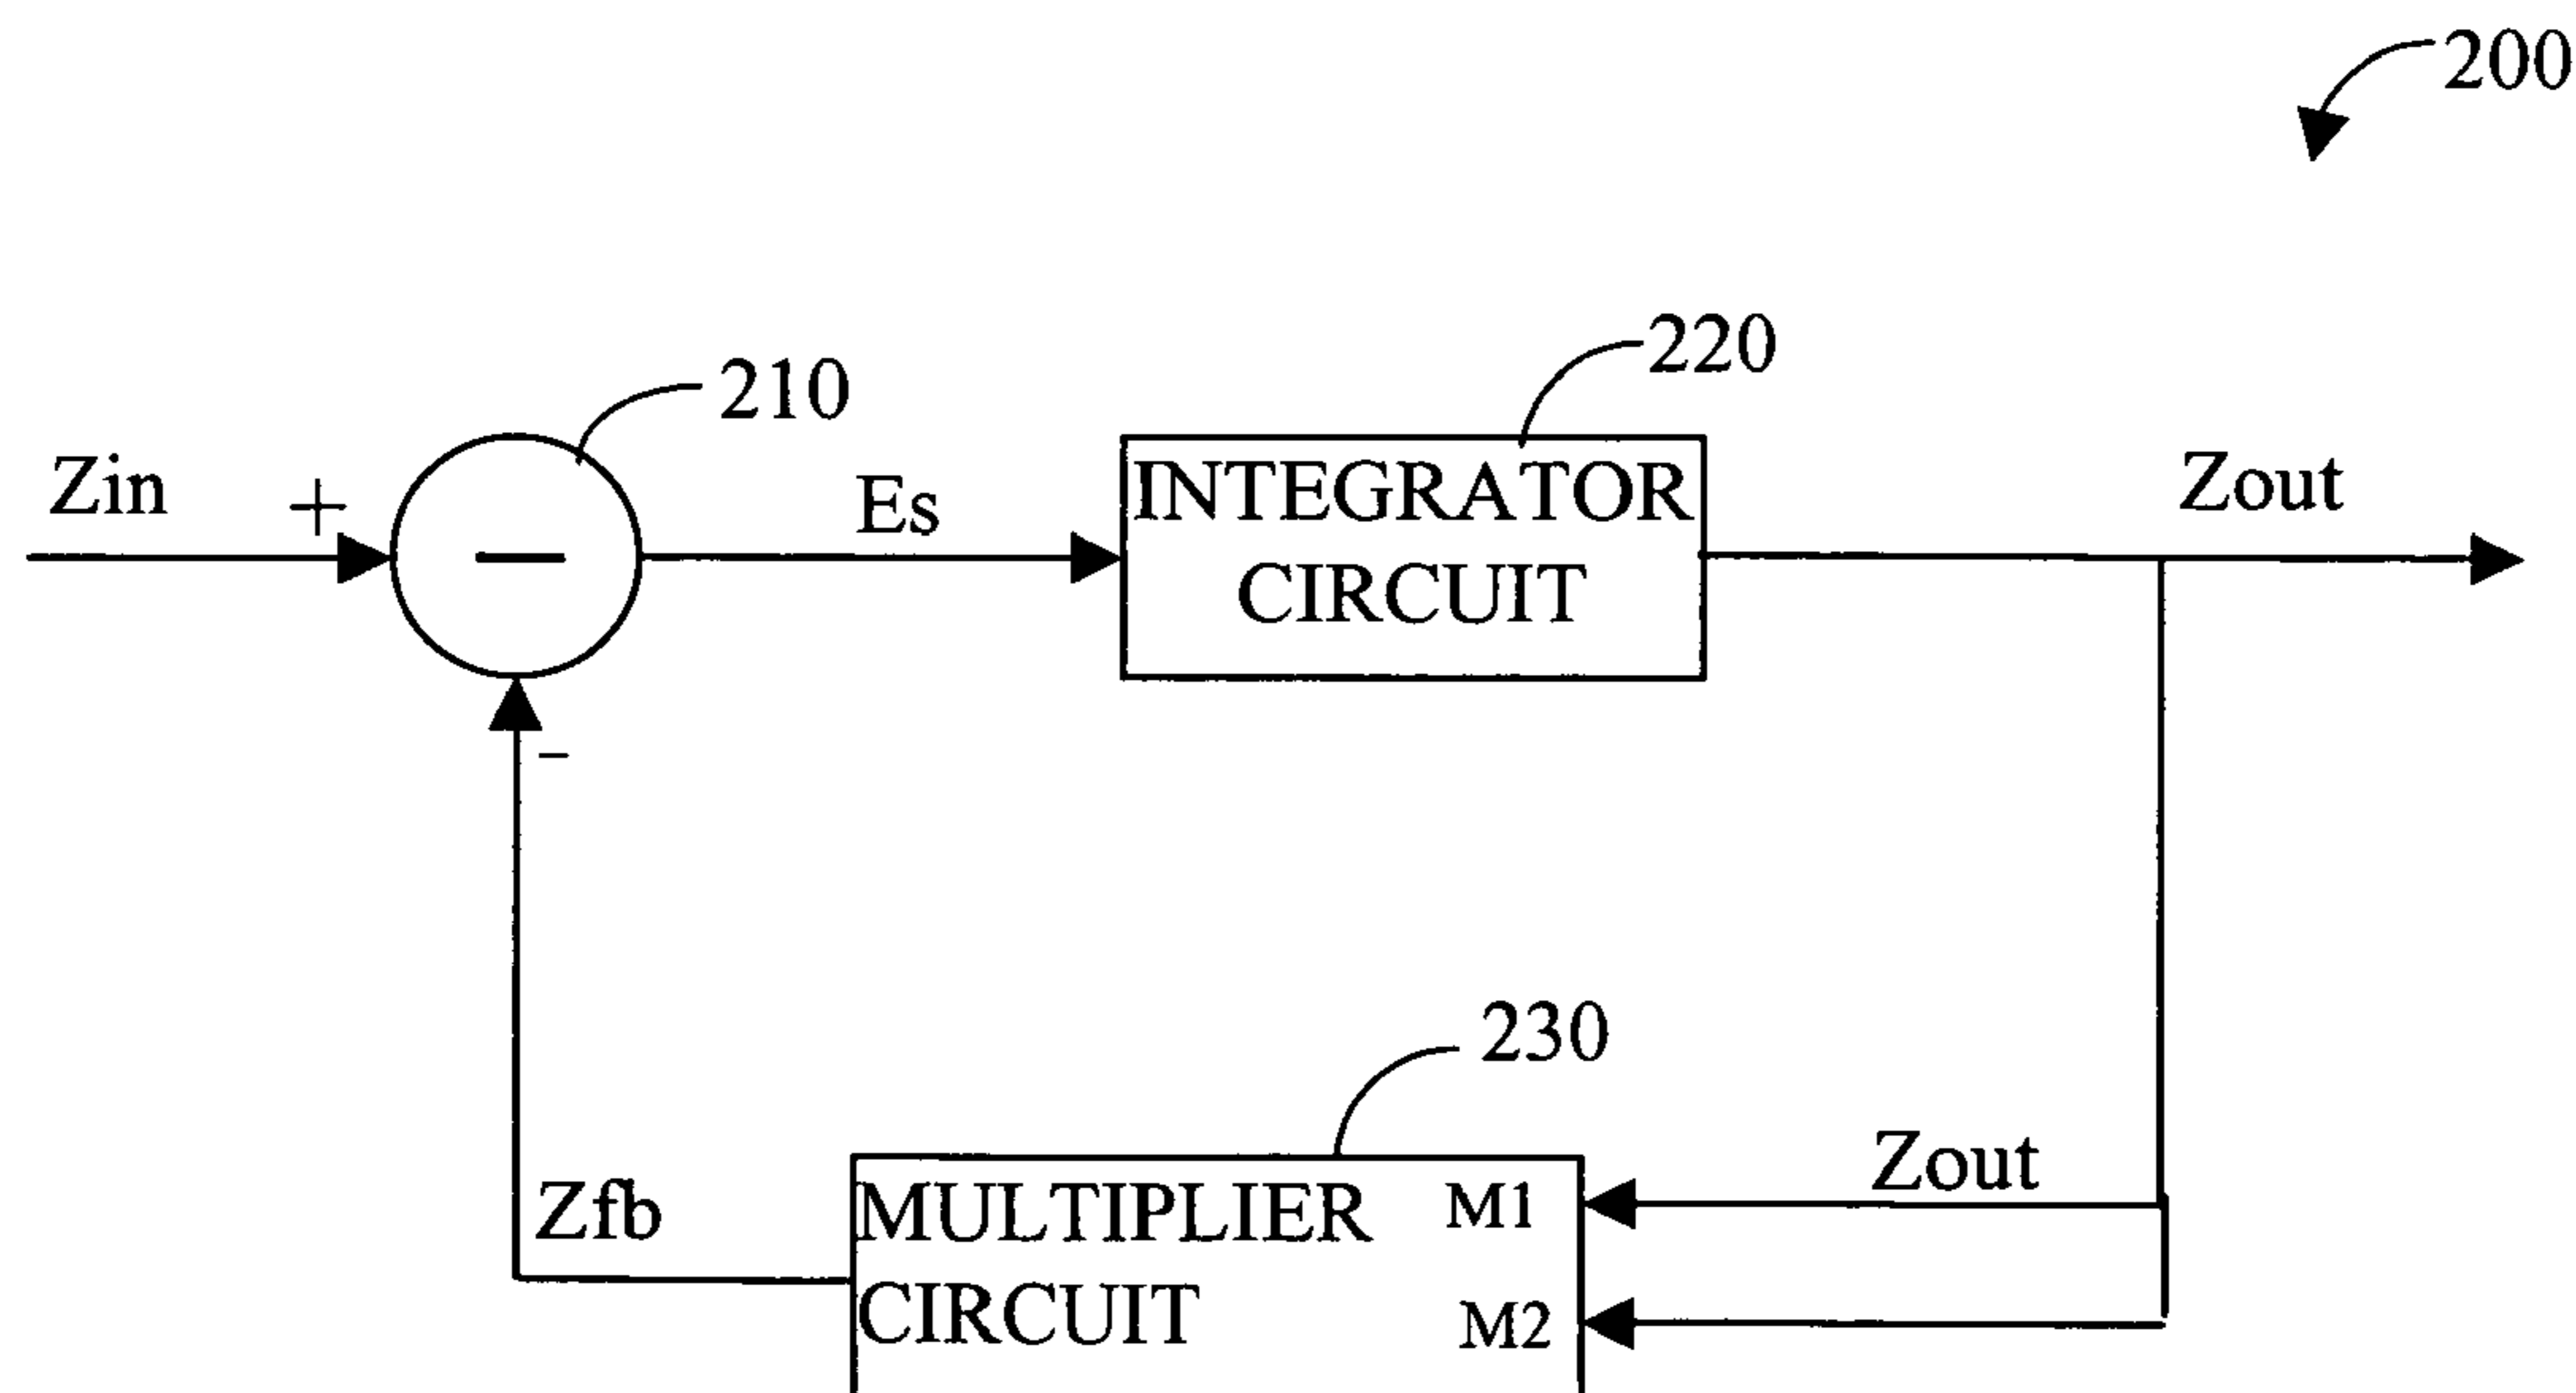 200
220
210
Zin
+
−
Es
INTEGRATOR
CIRCUIT
Zout
-
230
Zfb
MULTIPLIER
CIRCUIT
M1
M2
Zout